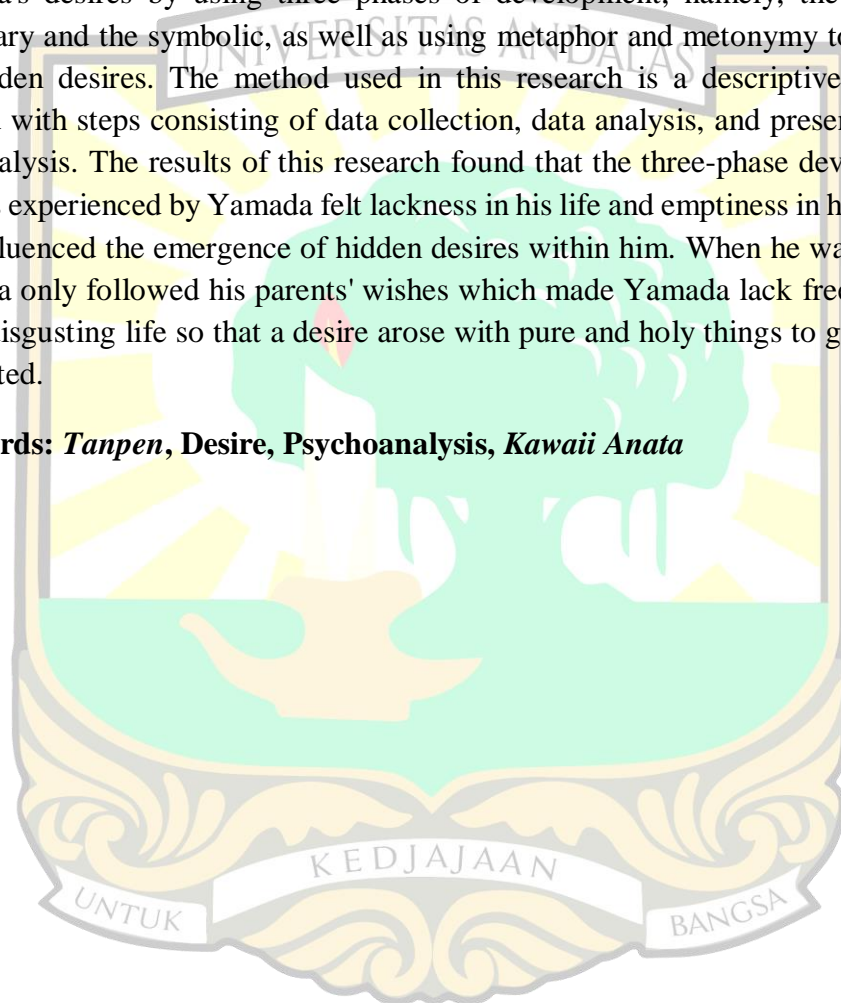 a's desires by using three phases of development, namely, the
ary and the symbolic, as well as using metaphor and metonymy to
den desires. The method used in this research is a descriptive
with steps consisting of data collection, data analysis, and presen
alysis. The results of this research found that the three-phase dev
experienced by Yamada felt lackness in his life and emptiness in h
luenced the emergence of hidden desires within him. When he wa
a only followed his parents' wishes which made Yamada lack free
isgusting life so that a desire arose with pure and holy things to g
ted.
rds: Tanpen, Desire, Psychoanalysis, Kawaii Anata
UNIVERSITAS ANDALAS
UNTUK
KEDJAJAAN
BANGSA